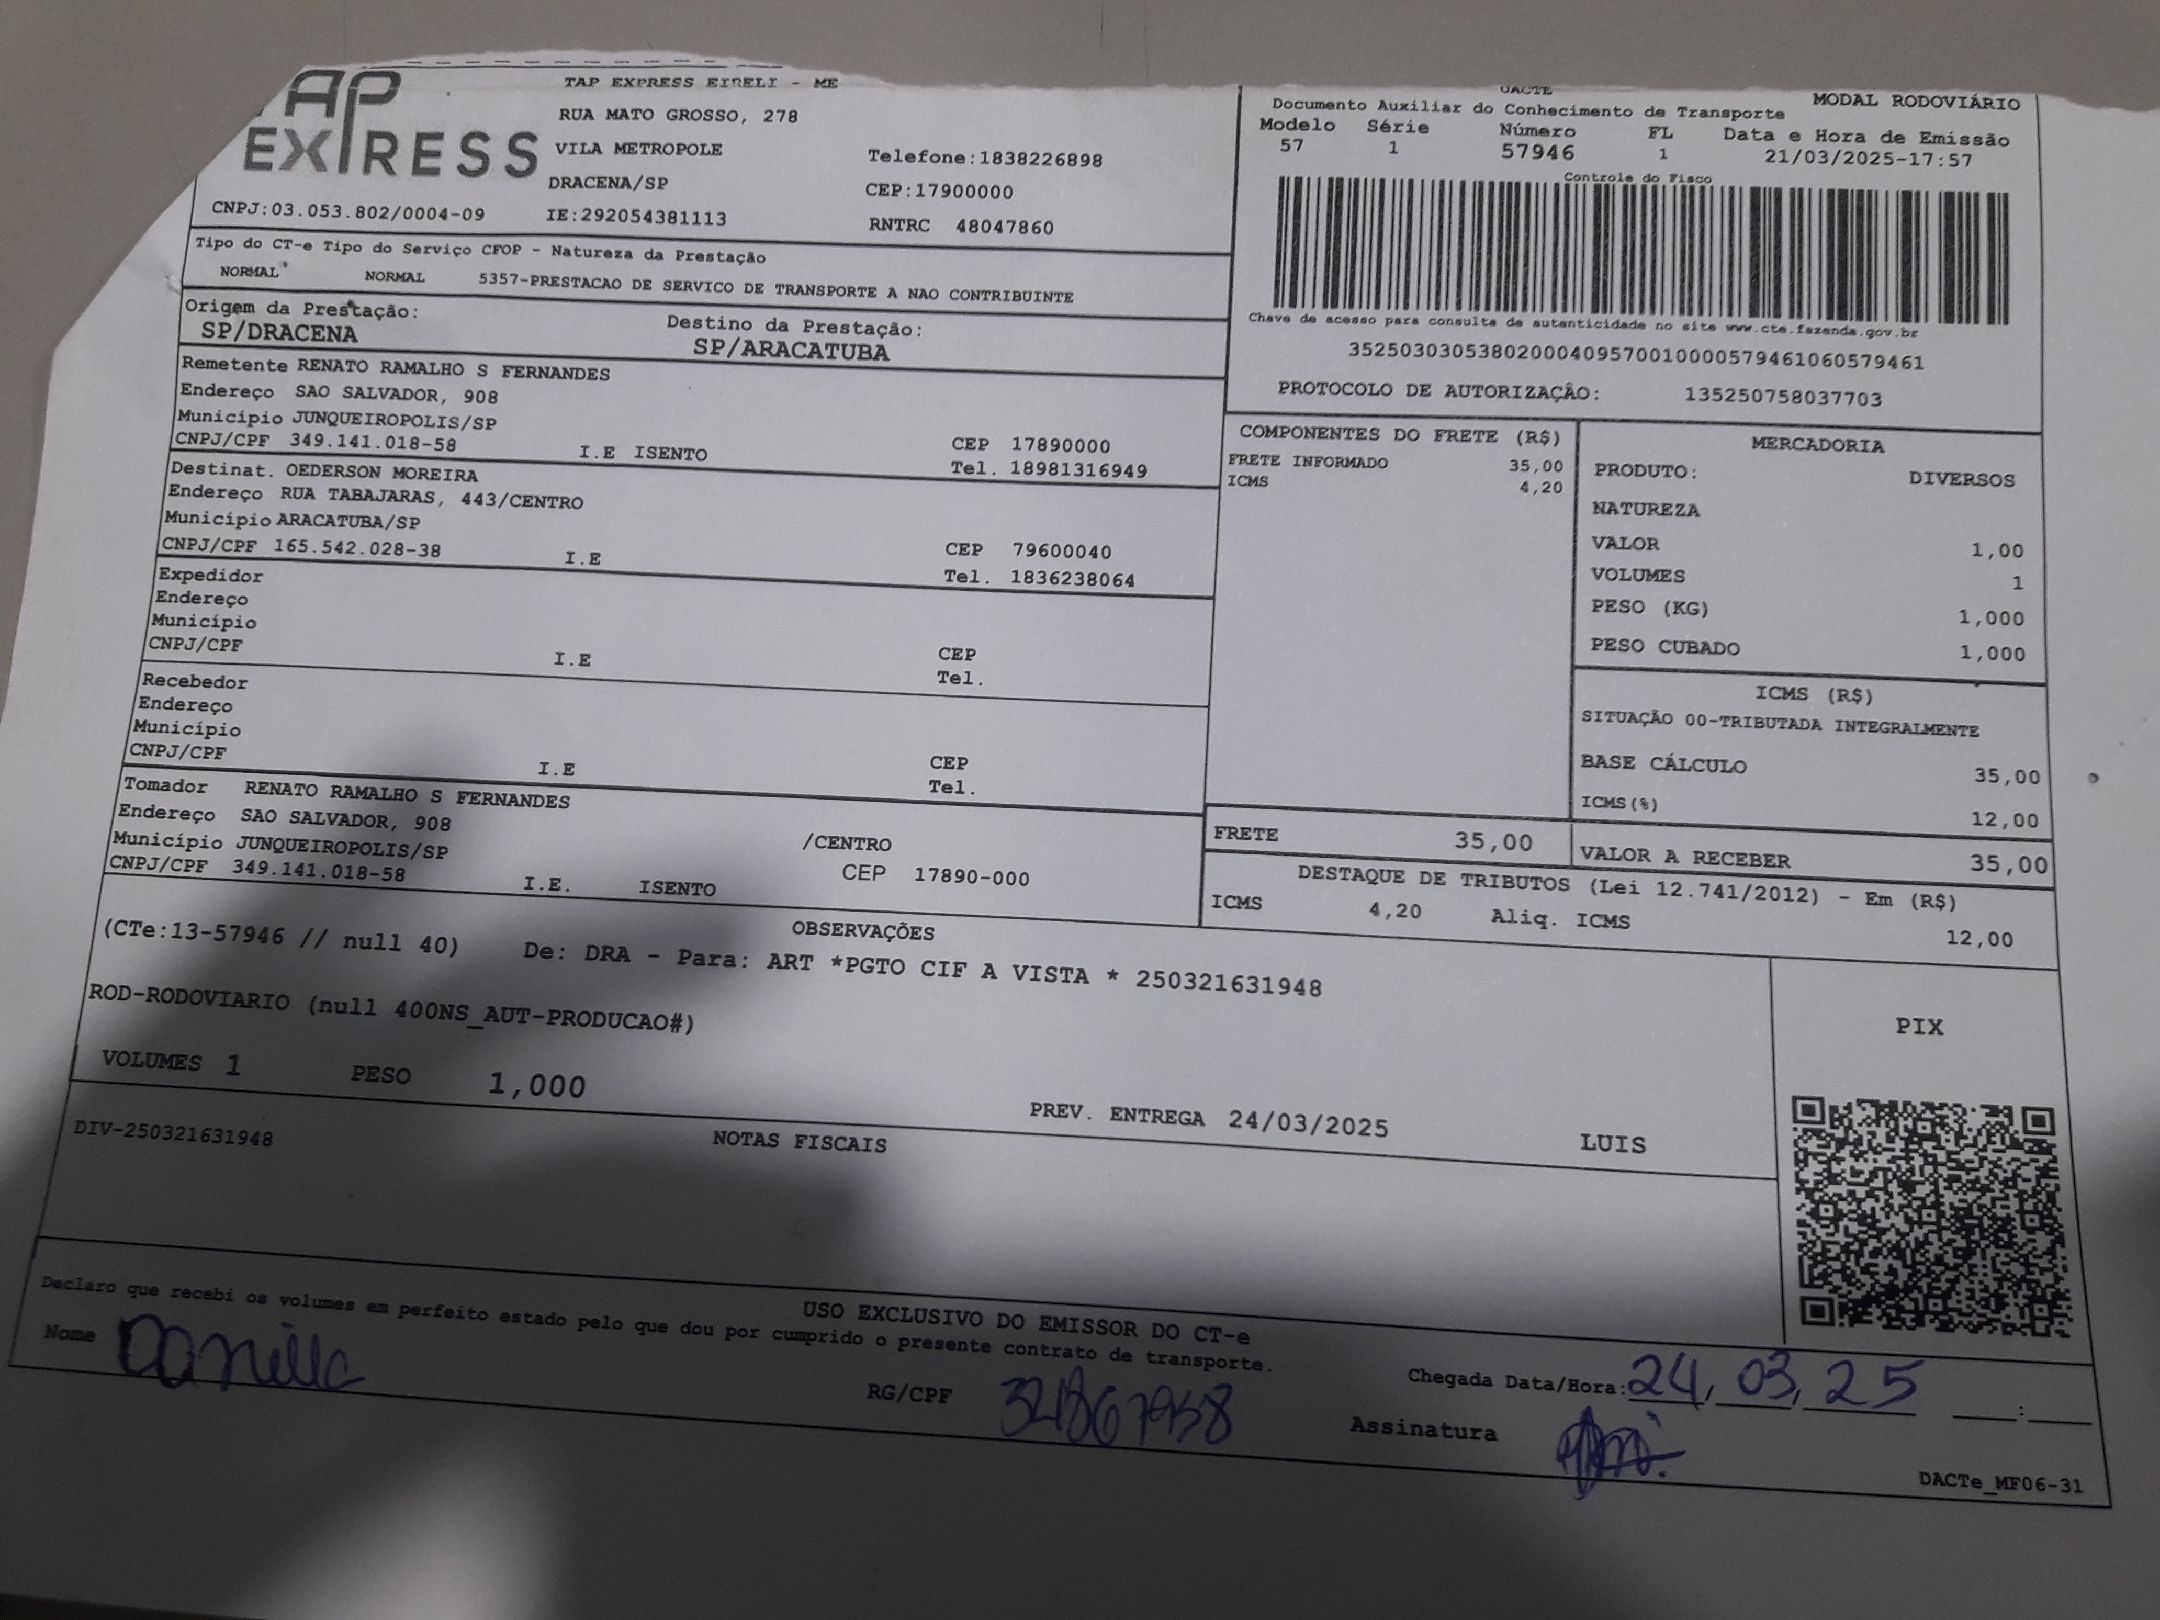 AP
EXPRESS
TAP EXPRESS EIRELI - ME
RUA MATO GROSSO, 278
VILA METROPOLE
Telefone:1838226898
DRACENA/SP
CEP:17900000
CNPJ:03.053.802/0004-09
IE:292054381113
RNTRC 48047860
DACTE
MODAL RODOVIÁRIO
Documento Auxiliar do Conhecimento de Transporte
Modelo Série Número FL Data e Hora de Emissão
57 1 57946 1 21/03/2025-17:57
Controle do Fisco
Chave de acesso para consulta de autenticidade no site www.cte.fazenda.gov.br
35250303053802000409570010000579461060579461
PROTOCOLO DE AUTORIZAÇÂO: 135250758037703
Tipo do CT-e Tipo do Serviço CFOP - Natureza da Prestação
NORMAL NORMAL 5357-PRESTACAO DE SERVICO DE TRANSPORTE A NAO CONTRIBUINTE
Origem da Prestação: Destino da Prestação:
SP/DRACENA SP/ARACATUBA
Remetente RENATO RAMALHO S FERNANDES
Endereço SAO SALVADOR, 908
Município JUNQUEIROPOLIS/SP CEP 17890000
CNPJ/CPF 349.141.018-58 I.E ISENTO Tel. 18981316949
Destinat. OEDERSON MOREIRA
Endereço RUA TABAJARAS, 443/CENTRO
Município ARACATUBA/SP CEP 79600040
CNPJ/CPF 165.542.028-38 I.E Tel. 1836238064
Expedidor
Endereço
Município CEP
CNPJ/CPF I.E Tel.
Recebedor
Endereço
Município CEP
CNPJ/CPF I.E Tel.
Tomador RENATO RAMALHO S FERNANDES
Endereço SAO SALVADOR, 908 /CENTRO
Município JUNQUEIROPOLIS/SP CEP 17890-000
CNPJ/CPF 349.141.018-58 I.E. ISENTO
COMPONENTES DO FRETE (R$)
FRETE INFORMADO 35,00
ICMS 4,20
MERCADORIA
PRODUTO: DIVERSOS
NATUREZA
VALOR 1,00
VOLUMES 1
PESO (KG) 1,000
PESO CUBADO 1,000
ICMS (R$)
SITUAÇÃO 00-TRIBUTADA INTEGRALMENTE
BASE CÁLCULO 35,00
ICMS(%) 12,00
FRETE 35,00
VALOR A RECEBER 35,00
DESTAQUE DE TRIBUTOS (Lei 12.741/2012) - Em (R$)
ICMS 4,20 Aliq. ICMS 12,00
OBSERVAÇÕES
(CTe:13-57946 // null 40) De: DRA - Para: ART *PGTO CIF A VISTA * 250321631948
ROD-RODOVIARIO (null 400NS_AUT-PRODUCAO#)
VOLUMES 1 PESO 1,000 PREV. ENTREGA 24/03/2025 LUIS
PIX
DIV-250321631948 NOTAS FISCAIS
USO EXCLUSIVO DO EMISSOR DO CT-e
Declaro que recebi os volumes em perfeito estado pelo que dou por cumprido o presente contrato de transporte.
Nome
RG/CPF
Chegada Data/Hora: 24, 03, 25 :
Assinatura
DACTe_MF06-31